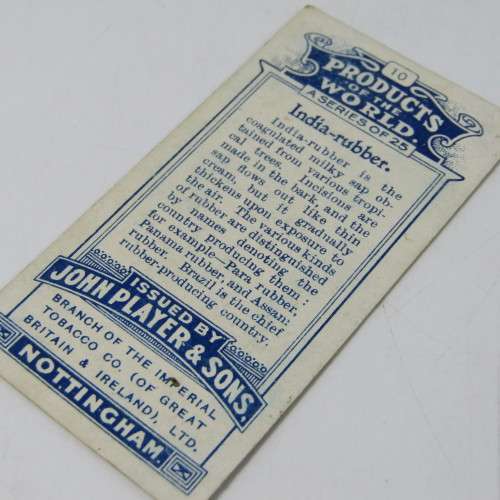 10
PRODUCTS
OF THE
WORLD.
A SERIES OF 25
India-rubber.
India-rubber is the
coagulated milky sap ob-
tained from various tropi-
cal trees. Incisions are
made in the bark, and the
sap flows out like thin
cream, but it gradually
thickens upon exposure to
the air. The various kinds
of rubber are distinguished
by names denoting the
country producing them:
for example—Para rubber,
Panama rubber, and Assam
rubber. Brazil is the chief
rubber-producing country.
ISSUED BY
JOHN PLAYER & SONS,
BRANCH OF THE IMPERIAL
TOBACCO CO. (OF GREAT
BRITAIN & IRELAND), LTD.
NOTTINGHAM.